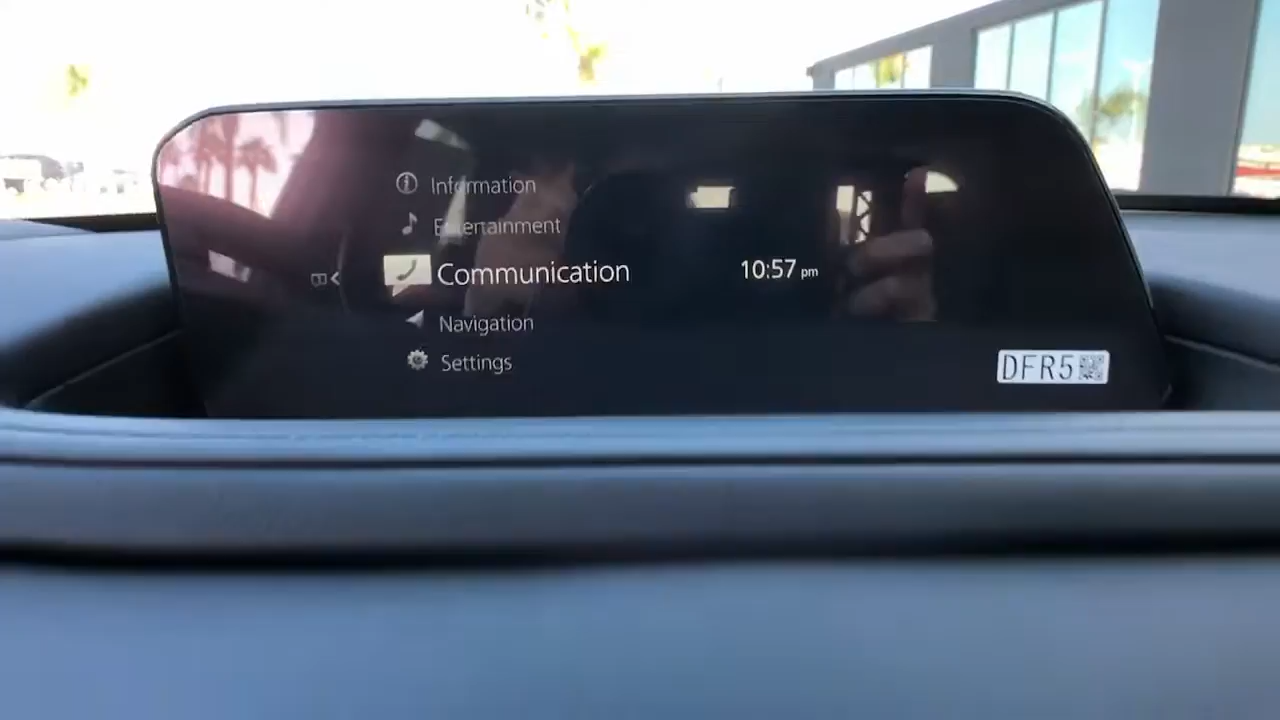 Information
Entertainment
Communication
10:57 pm
Navigation
Settings
DFR5